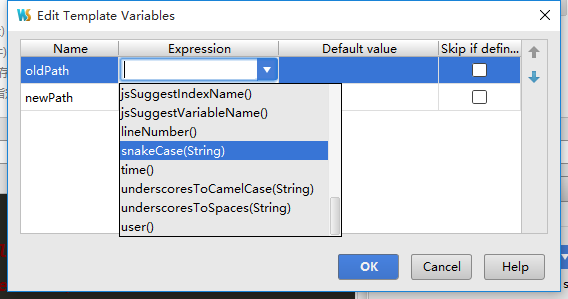 WS Edit Template Variables
Name Expression Default value Skip if defin...
oldPath
newPath
jsSuggestIndexName()
jsSuggestVariableName()
lineNumber()
snakeCase(String)
time()
underscoresToCamelCase(String)
underscoresToSpaces(String)
user()
OK Cancel Help